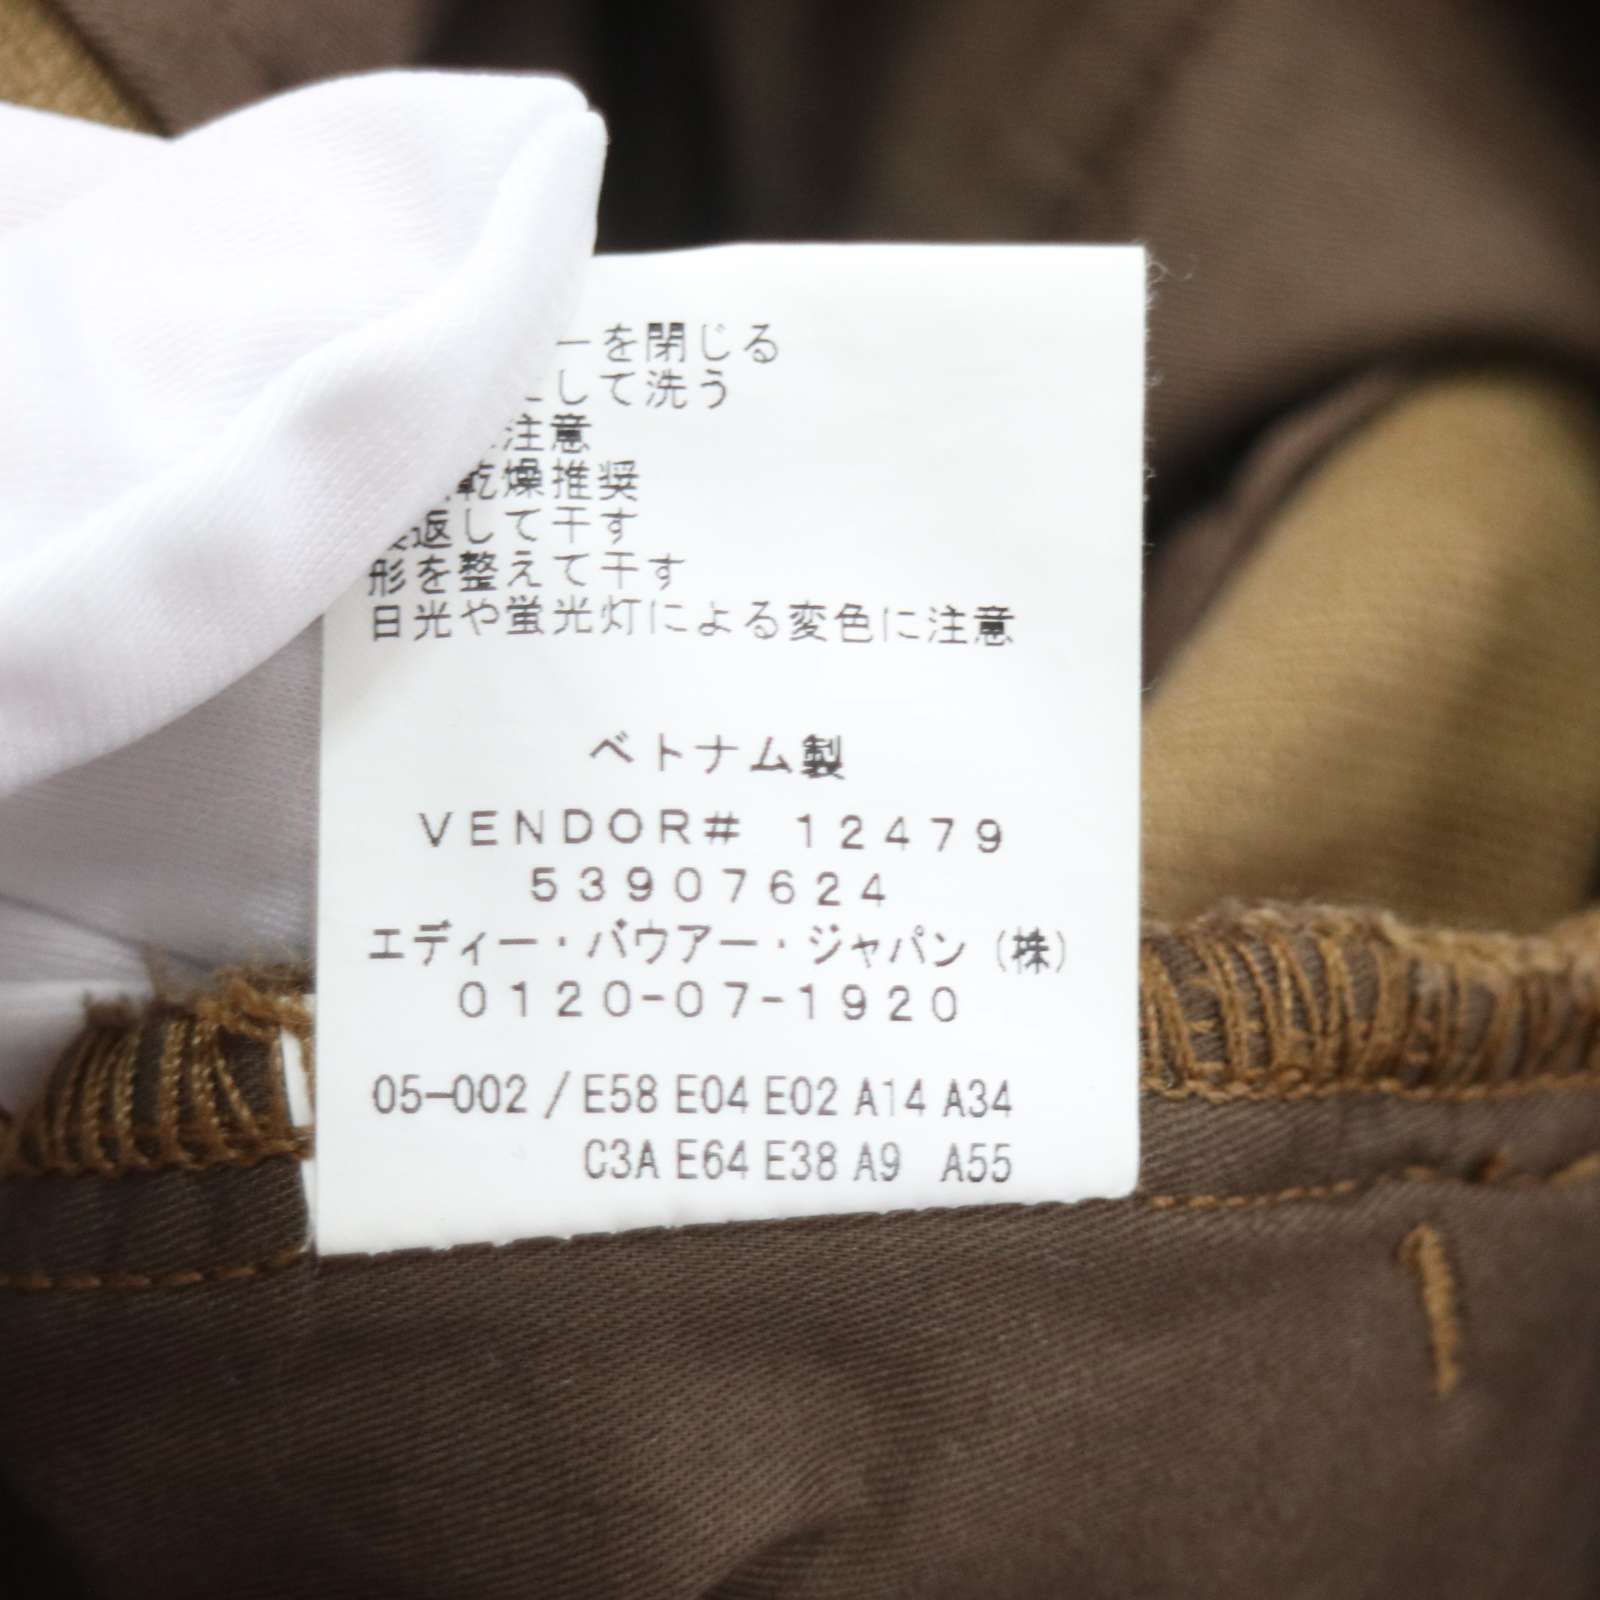 ーを閉じる
して洗う
注意
乾燥推奨
返して干す
形を整えて干す
日光や蛍光灯による変色に注意
ベトナム製
VENDOR# 12479
53907624
エディー・バウアー・ジャパン(株)
0120-07-1920
05-002/E58 E04 E02 A14 A34
C3A E64 E38 A9 A55